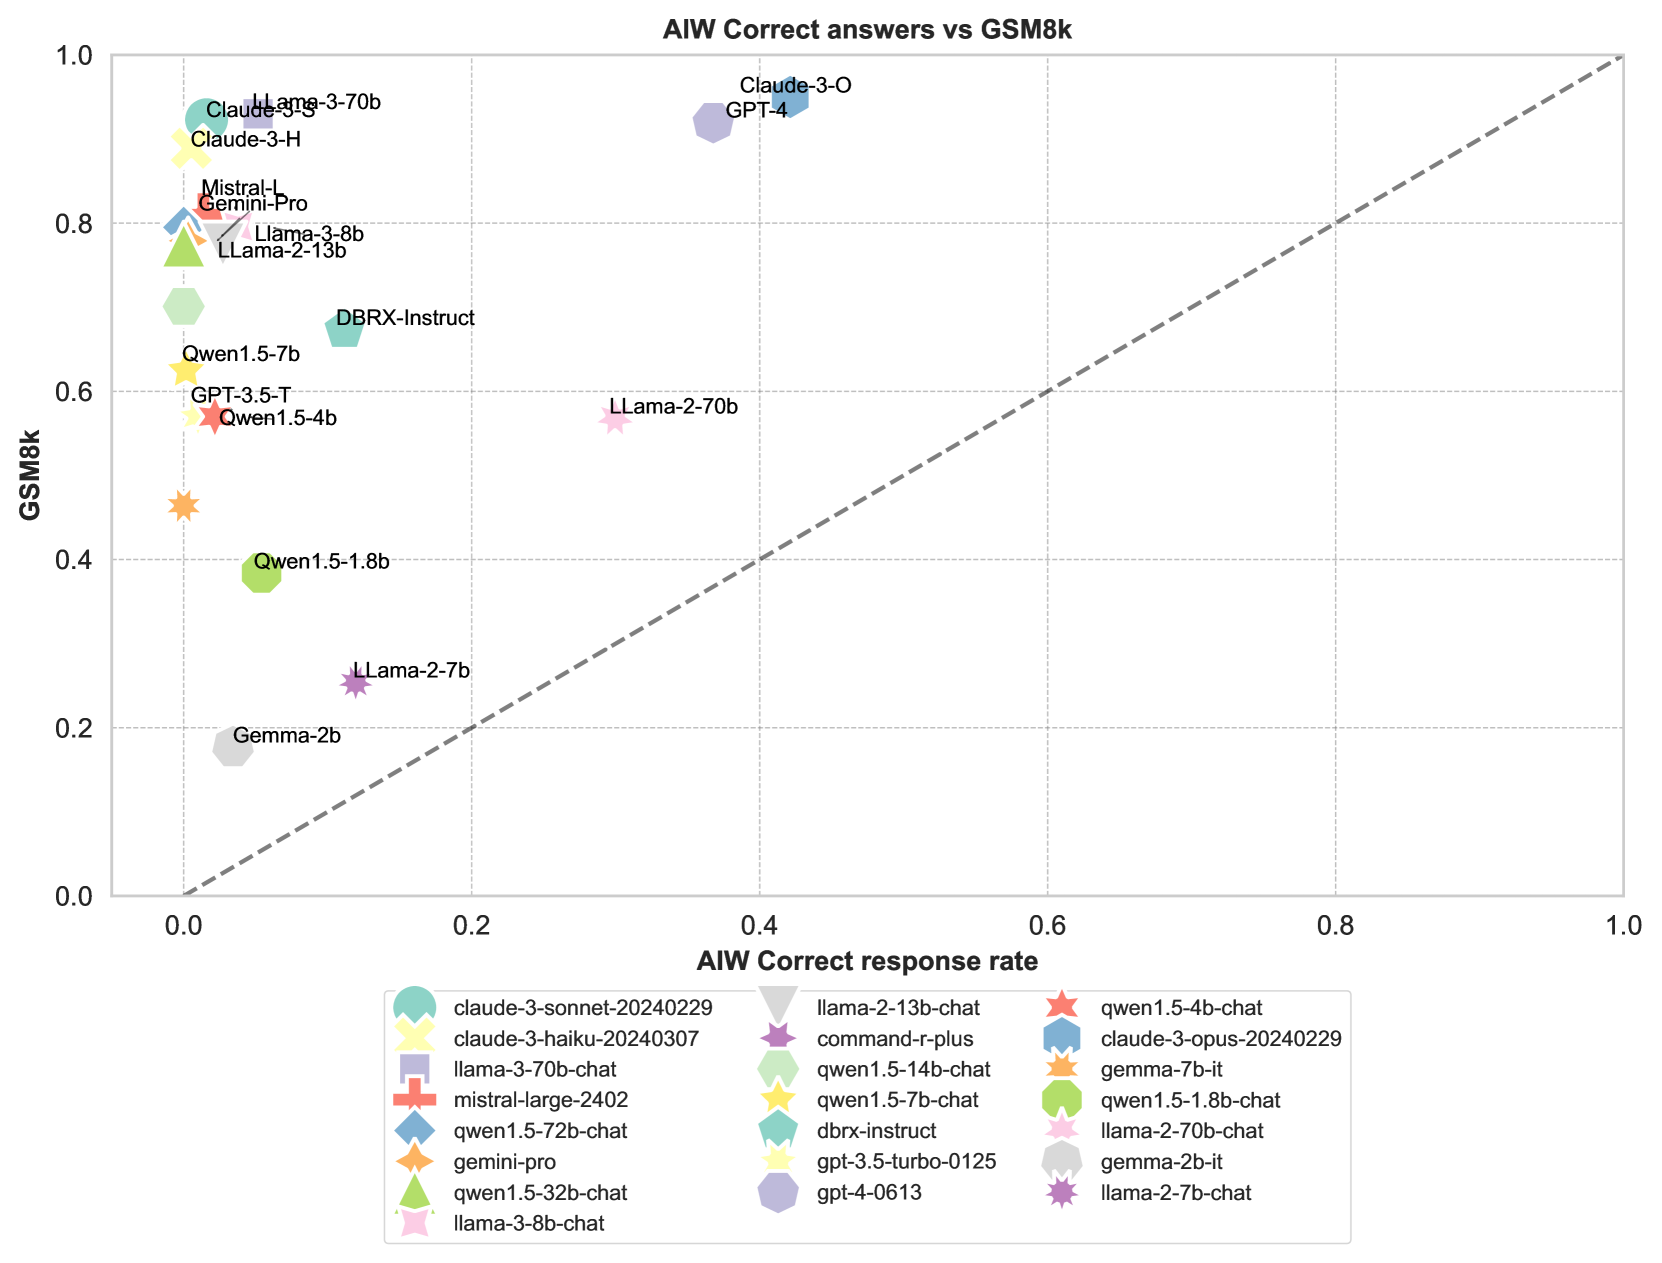 AIW Correct answers vs GSM8k
1.0
Claude-3-O
LLama-3-70b
Claude-3-S
GPT-4
Claude-3-H
Mistral-L
Gemini-Pro
0.8
Llama-3-8b
LLama-2-13b
DBRX-Instruct
Qwen1.5-7b
0.6
GPT-3.5-T
LLama-2-70b
Qwen1.5-4b
GSM8k
0.4
Qwen1.5-1.8b
LLama-2-7b
0.2
Gemma-2b
0.0
0.0 0.2 0.4 0.6 0.8 1.0
AIW Correct response rate
claude-3-sonnet-20240229
claude-3-haiku-20240307
llama-3-70b-chat
mistral-large-2402
qwen1.5-72b-chat
gemini-pro
qwen1.5-32b-chat
llama-3-8b-chat
llama-2-13b-chat
command-r-plus
qwen1.5-14b-chat
qwen1.5-7b-chat
dbrx-instruct
gpt-3.5-turbo-0125
gpt-4-0613
qwen1.5-4b-chat
claude-3-opus-20240229
gemma-7b-it
qwen1.5-1.8b-chat
llama-2-70b-chat
gemma-2b-it
llama-2-7b-chat